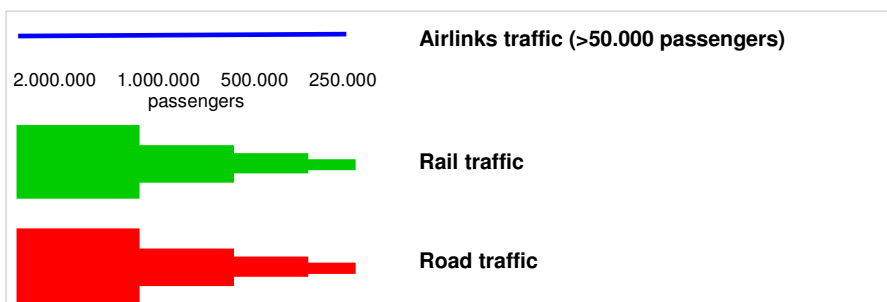 Airlinks traffic (>50.000 passengers)
2.000.000 1.000.000 500.000 250.000
passengers
Rail traffic
Road traffic